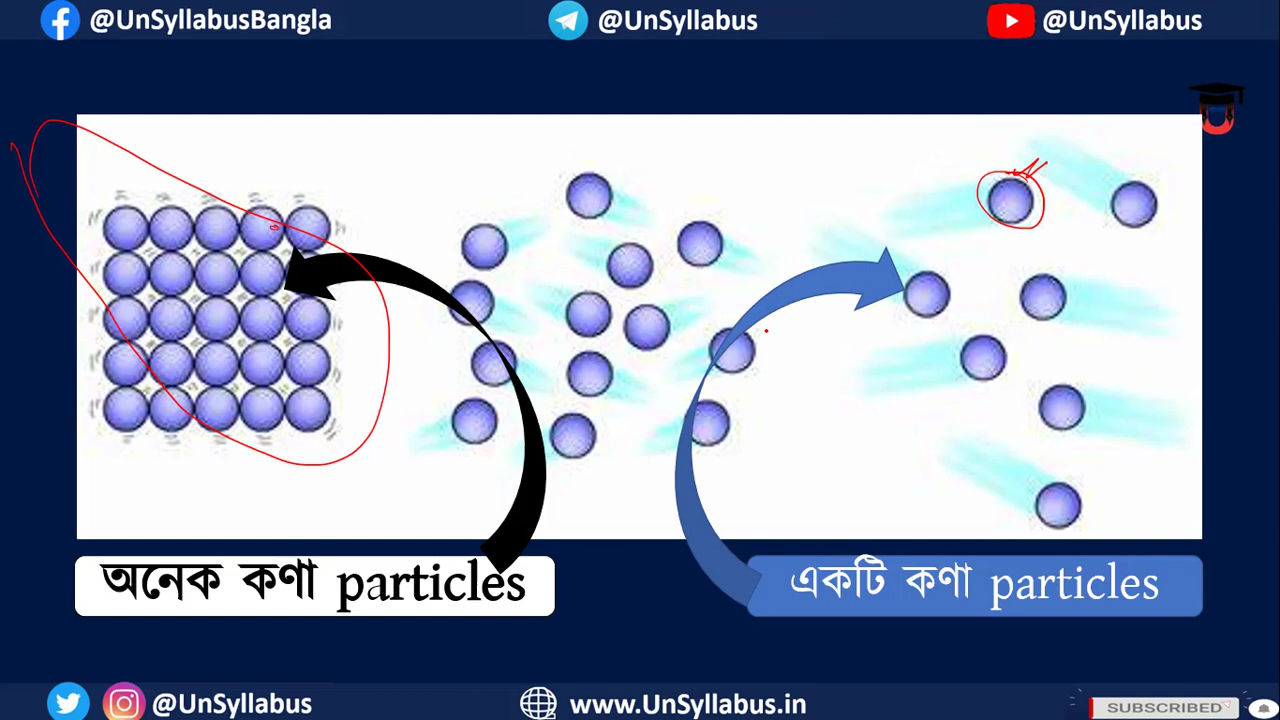 @UnSyllabusBangla
@UnSyllabus
@UnSyllabus
অনেক কণা particles
একটি কণা particles
@UnSyllabus
www.UnSyllabus.in
SUBSCRIBED